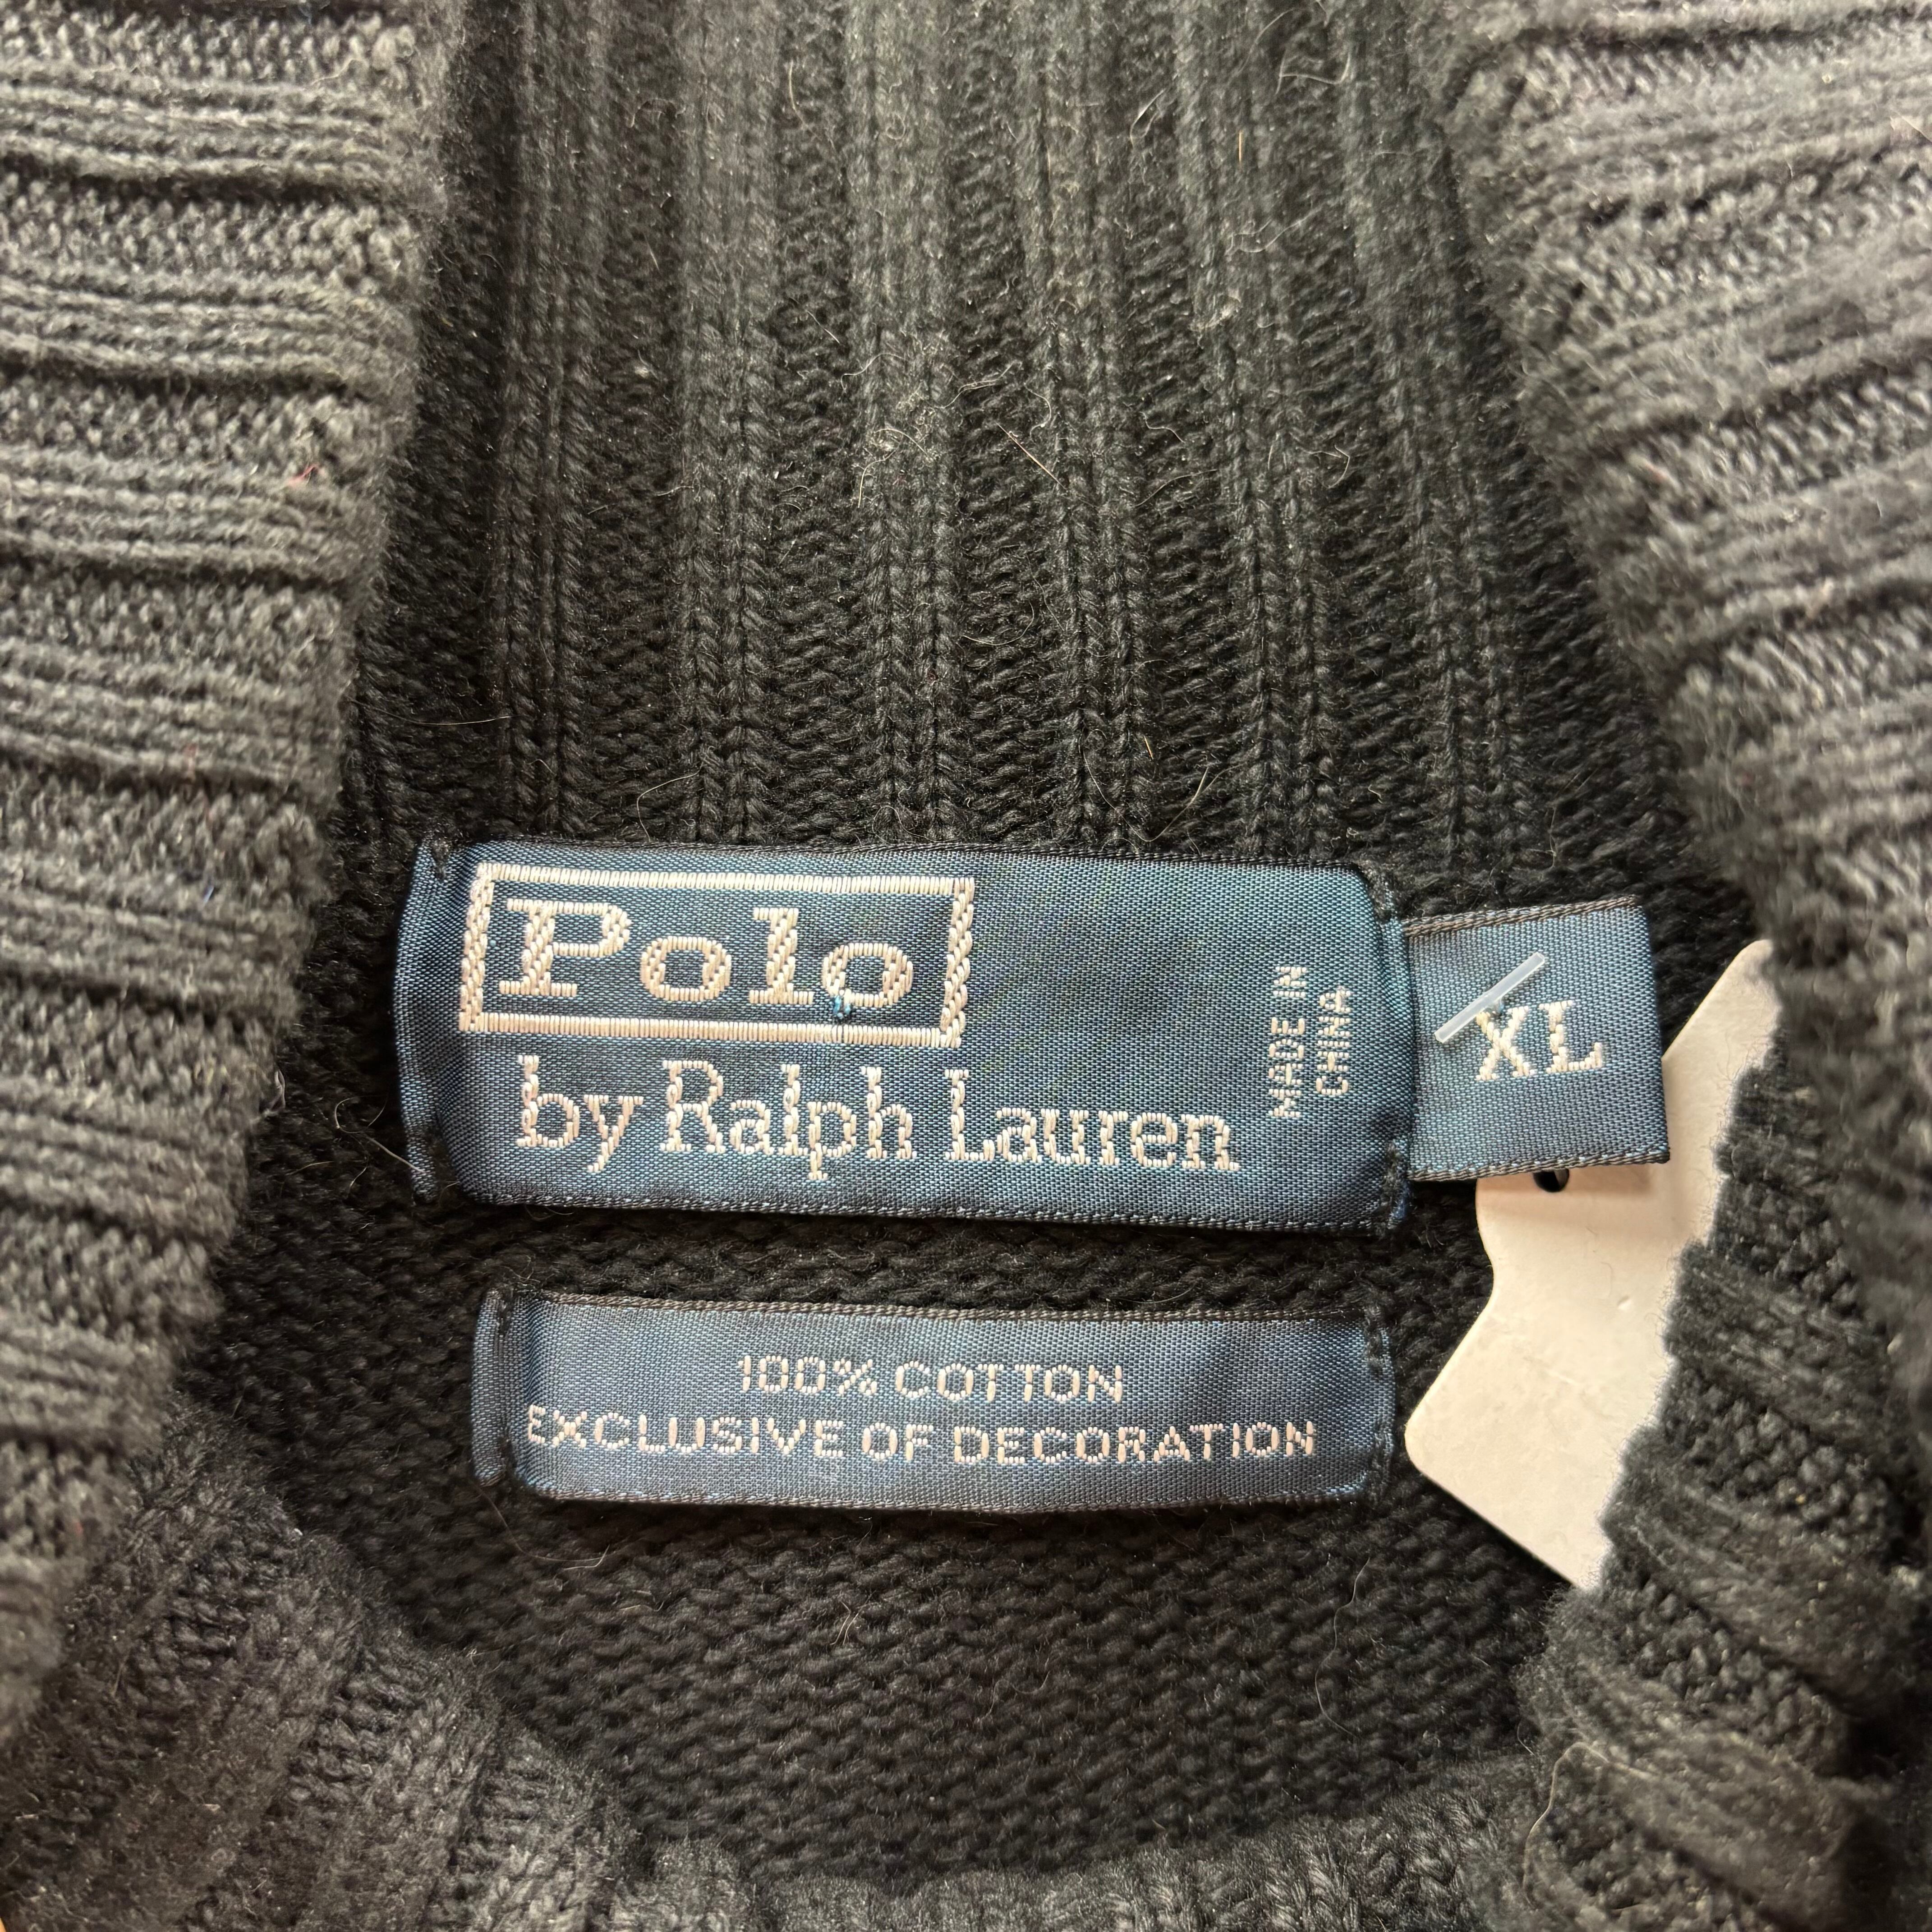 Polo
by Ralph Lauren
MADE IN
CHINA
XL
100% COTTON
EXCLUSIVE OF DECORATION